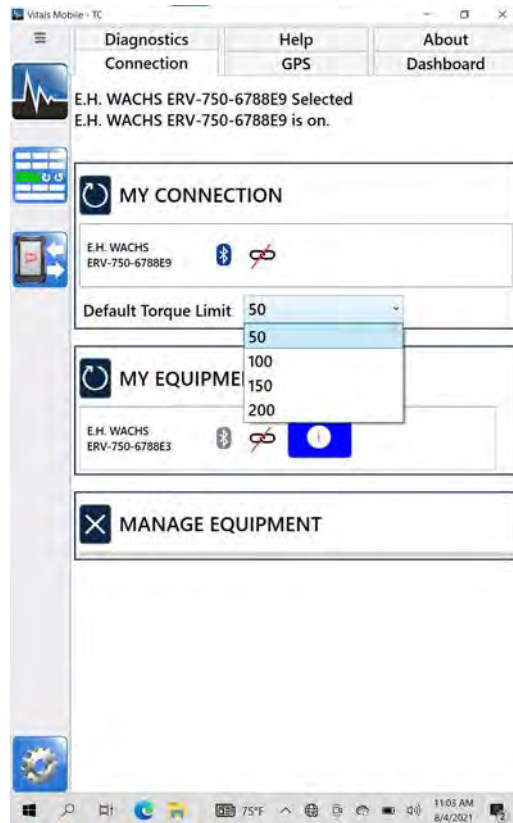 Vitals Mobile - TC
Diagnostics Help About
Connection GPS Dashboard
E.H. WACHS ERV-750-6788E9 Selected
E.H. WACHS ERV-750-6788E9 is on.
MY CONNECTION
E.H. WACHS
ERV-750-6788E9
Default Torque Limit 50
50
100
150
200
MY EQUIPME
E.H. WACHS
ERV-750-6788E3
MANAGE EQUIPMENT
75°F
11:03 AM
8/4/2021
2